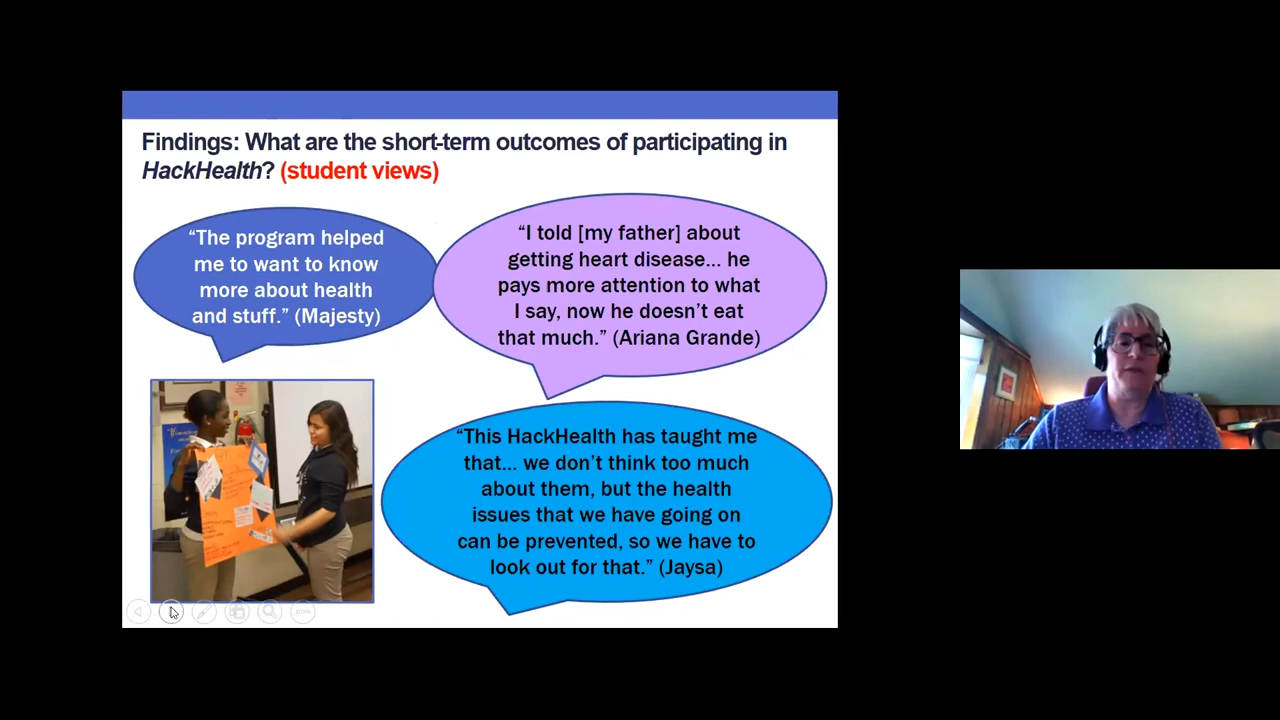 Findings: What are the short-term outcomes of participating in
HackHealth? (student views)
“The program helped
me to want to know
more about health
and stuff.” (Majesty)
“I told [my father] about
getting heart disease... he
pays more attention to what
I say, now he doesn’t eat
that much.” (Ariana Grande)
“This HackHealth has taught me
that... we don’t think too much
about them, but the health
issues that we have going on
can be prevented, so we have to
look out for that.” (Jaysa)